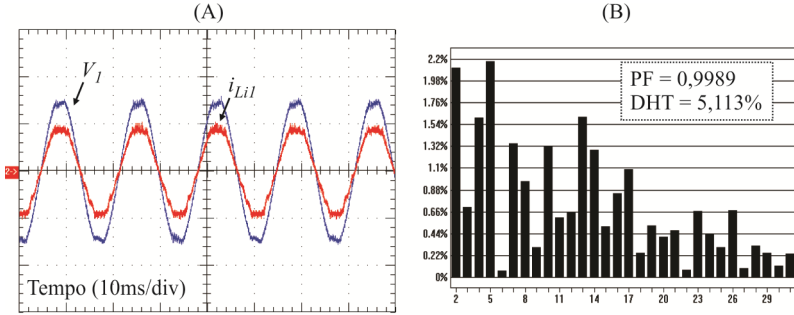 (A)
V1
iLi1
2->
Tempo (10ms/div)
(B)
2.2%
1.98%
1.76%
1.54%
1.32%
1.1%
0.88%
0.66%
0.44%
0.22%
0%
PF = 0,9989
DHT = 5,113%
2 5 8 11 14 17 20 23 26 29